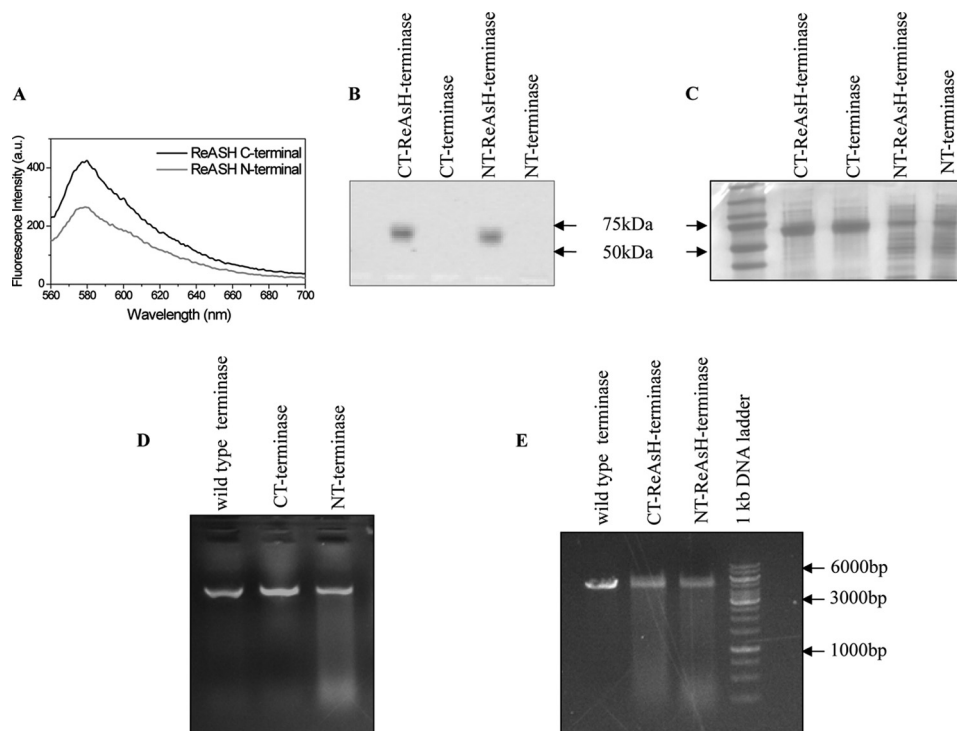 A
Fluorescence Intensity (a.u.)
400
200
0
ReASH C-terminal
ReASH N-terminal
560 580 600 620 640 660 680 700
Wavelength (nm)
B
CT-ReAsH-terminase
CT-terminase
NT-ReAsH-terminase
NT-terminase
75kDa
50kDa
C
CT-ReAsH-terminase
CT-terminase
NT-ReAsH-terminase
NT-terminase
D
wild type terminase
CT-terminase
NT-terminase
E
wild type terminase
CT-ReAsH-terminase
NT-ReAsH-terminase
1 kb DNA ladder
6000bp
3000bp
1000bp